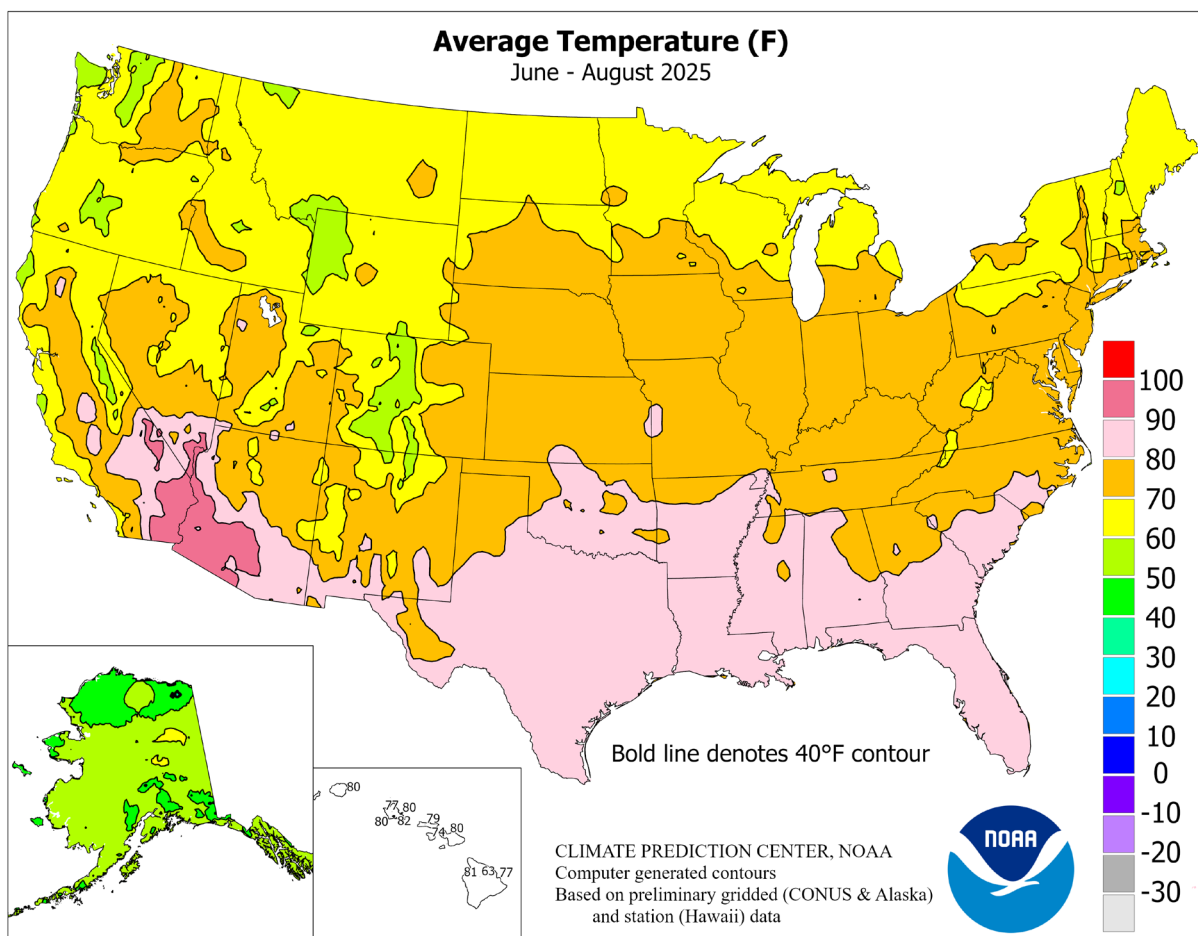 Average Temperature (F)
June - August 2025
100
90
80
70
60
50
40
30
20
10
0
-10
-20
-30
Bold line denotes 40°F contour
80
77 80
80 82
79
74 80
81 63 77
CLIMATE PREDICTION CENTER, NOAA
Computer generated contours
Based on preliminary gridded (CONUS & Alaska)
and station (Hawaii) data
NOAA